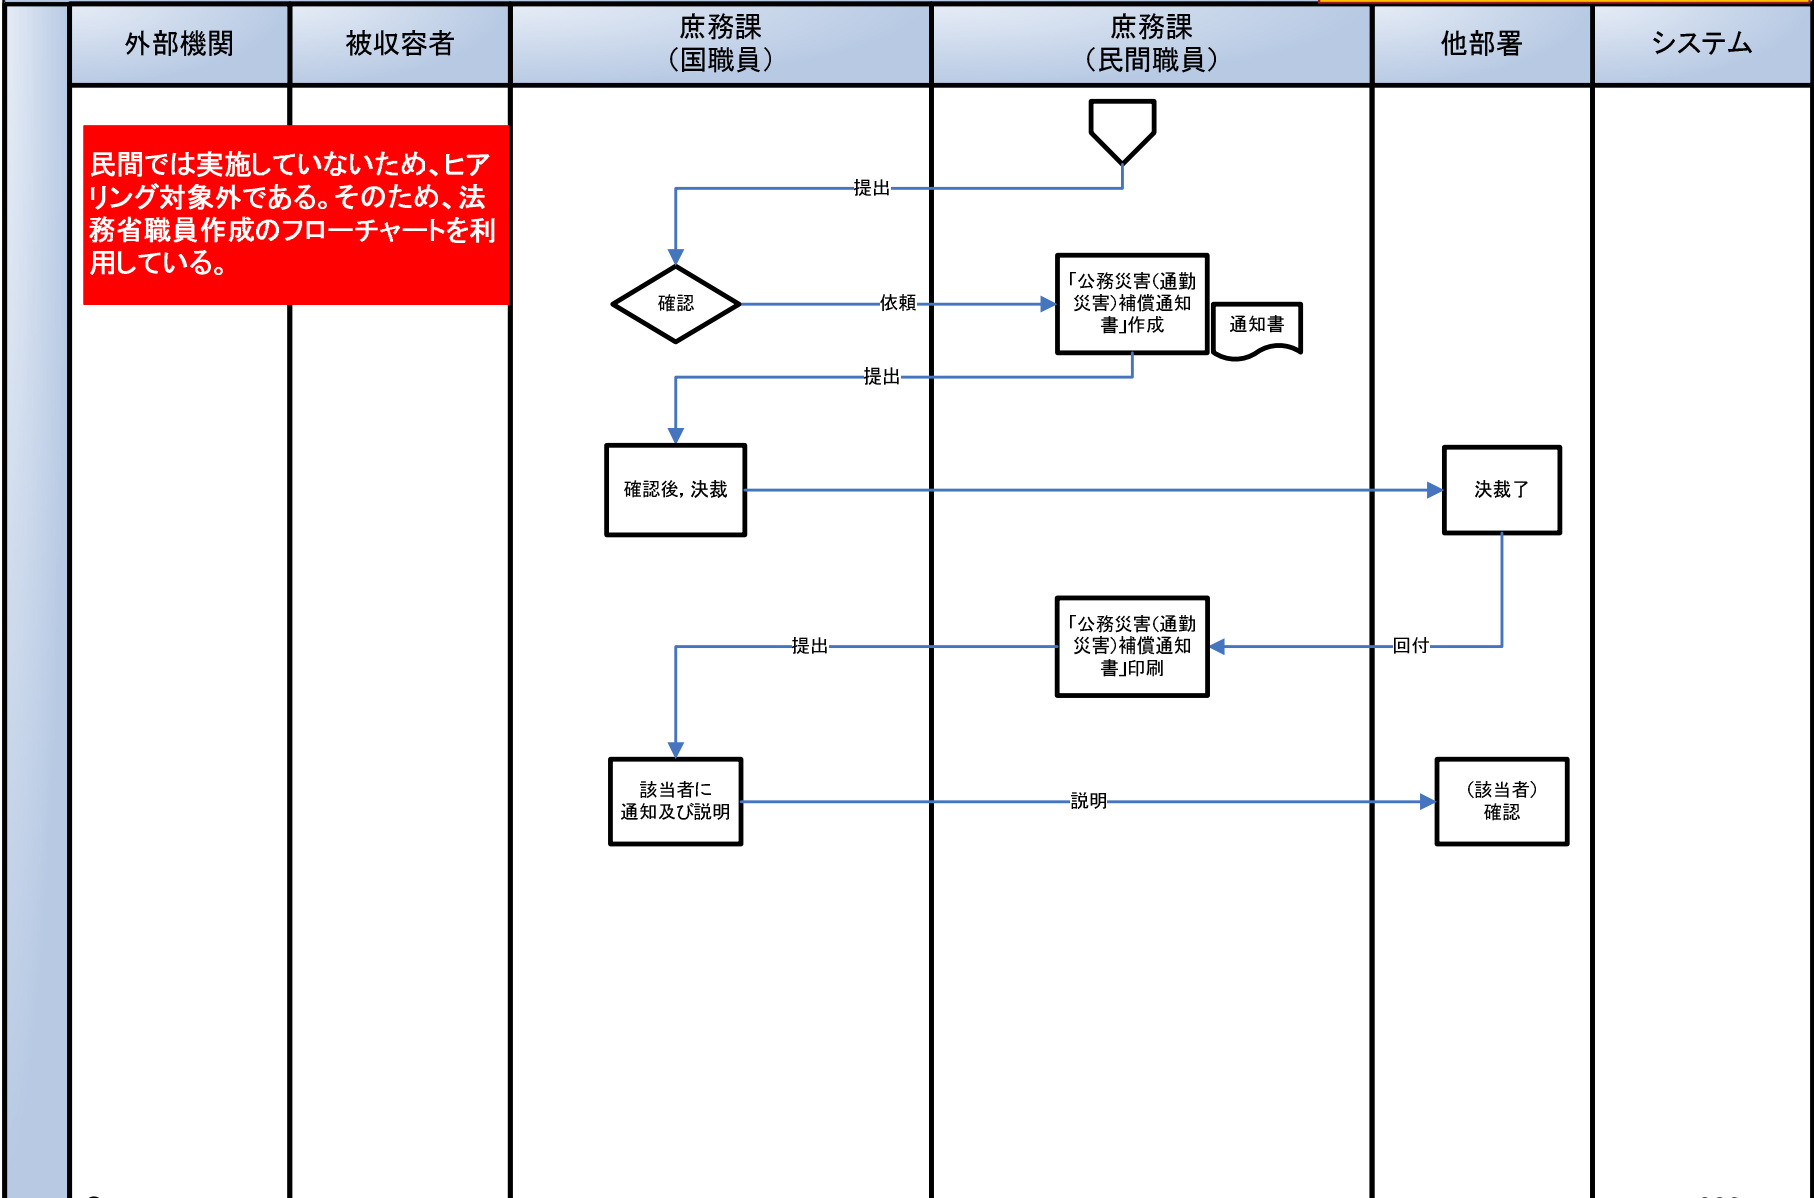 外部機関
被収容者
庶務課
（国職員）
庶務課
（民間職員）
他部署
システム
民間では実施していないため、ヒア
リング対象外である。そのため、法
務省職員作成のフローチャートを利
用している。
提出
確認
依頼
「公務災害（通勤
災害）補償通知
書」作成
通知書
提出
確認後，決裁
決裁了
「公務災害（通勤
災害）補償通知
書」印刷
提出
回付
該当者に
通知及び説明
説明
（該当者）
確認